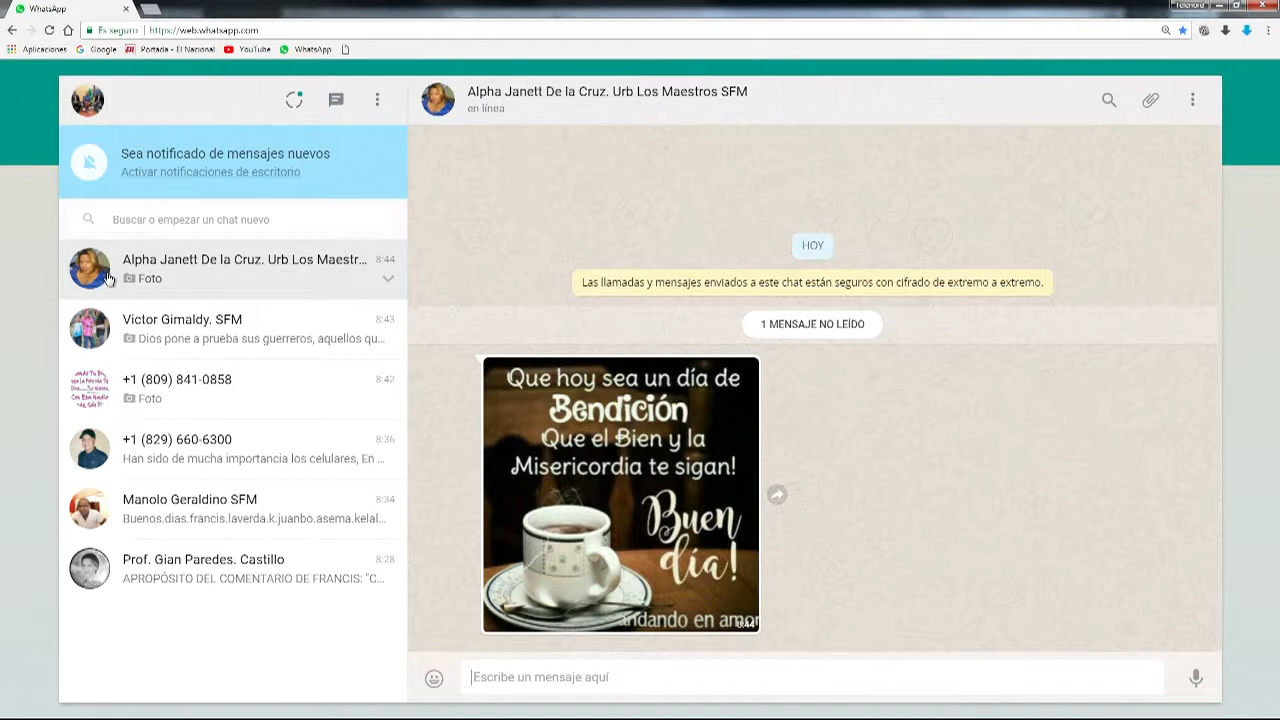 WhatsApp
Telenord
Es seguro | https://web.whatsapp.com
Aplicaciones Google Portada - El Nacional YouTube WhatsApp
Sea notificado de mensajes nuevos
Activar notificaciones de escritorio
Buscar o empezar un chat nuevo
Alpha Janett De la Cruz. Urb Los Maestr... 8:44
Foto
Victor Gimaldy. SFM 8:43
Dios pone a prueba sus guerreros, aquellos qu...
+1 (809) 841-0858 8:42
Foto
+1 (829) 660-6300 8:36
Han sido de mucha importancia los celulares, En ...
Manolo Geraldino SFM 8:34
Buenos.dias.francis.laverda.k.juanbo.asema.kelal...
Prof. Gian Paredes. Castillo 8:28
APROPÓSITO DEL COMENTARIO DE FRANCIS: "C...
Alpha Janett De la Cruz. Urb Los Maestros SFM
en línea
HOY
Las llamadas y mensajes enviados a este chat están seguros con cifrado de extremo a extremo.
1 MENSAJE NO LEÍDO
Que hoy sea un día de
Bendición
Que el Bien y la
Misericordia te sigan!
Buen
día!
andando en amor
8:44
Escribe un mensaje aquí